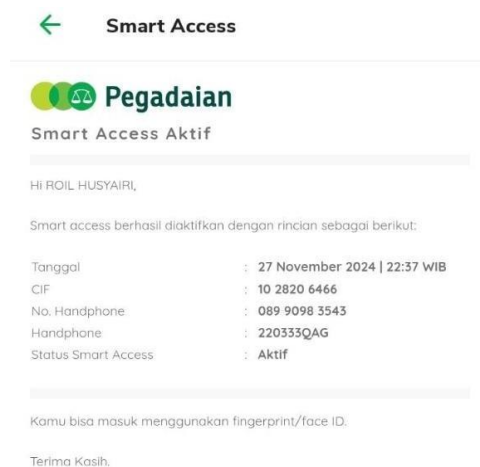 Smart Access
Pegadaian
Smart Access Aktif
Hi ROIL HUSYAIRI,
Smart access berhasil diaktifkan dengan rincian sebagai berikut:
Tanggal : 27 November 2024 | 22:37 WIB
CIF : 10 2820 6466
No. Handphone : 089 9098 3543
Handphone : 220333QAG
Status Smart Access : Aktif
Kamu bisa masuk menggunakan fingerprint/face ID.
Terima Kasih.